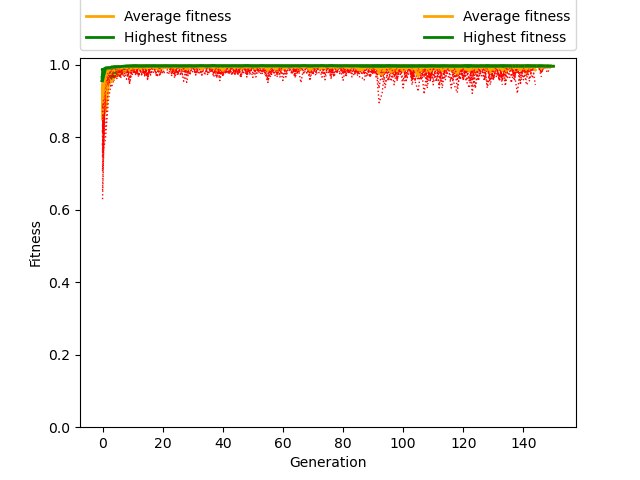 Average fitness Average fitness
Highest fitness Highest fitness
1.0
0.8
0.6
0.4
0.2
0.0
Fitness
0 20 40 60 80 100 120 140
Generation